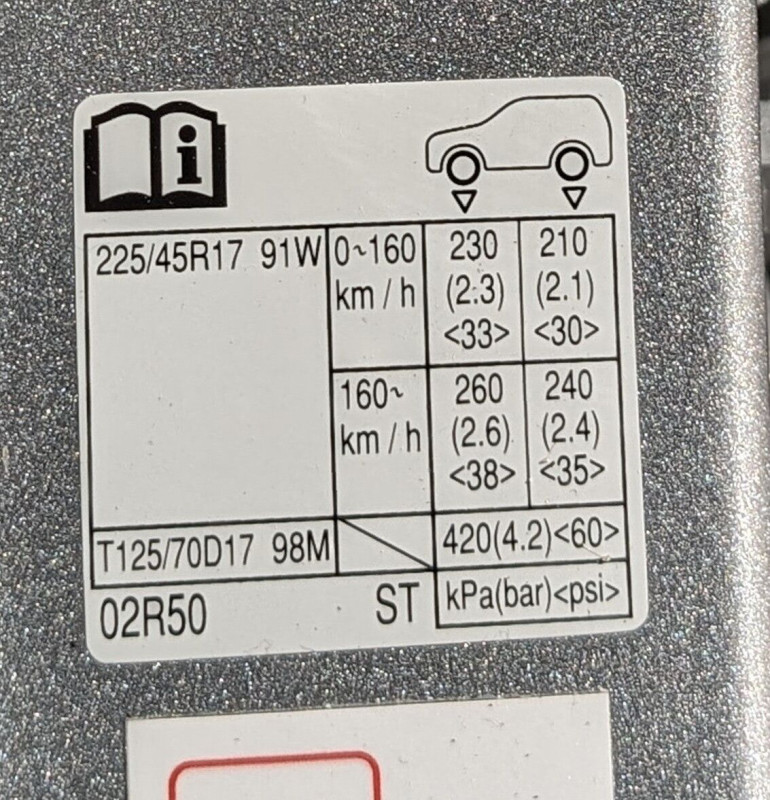 i
225/45R17 91W 0~160 km/h 230 (2.3) <33> 210 (2.1) <30>
160~ km/h 260 (2.6) <38> 240 (2.4) <35>
T125/70D17 98M 420(4.2)<60>
02R50 ST kPa(bar)<psi>